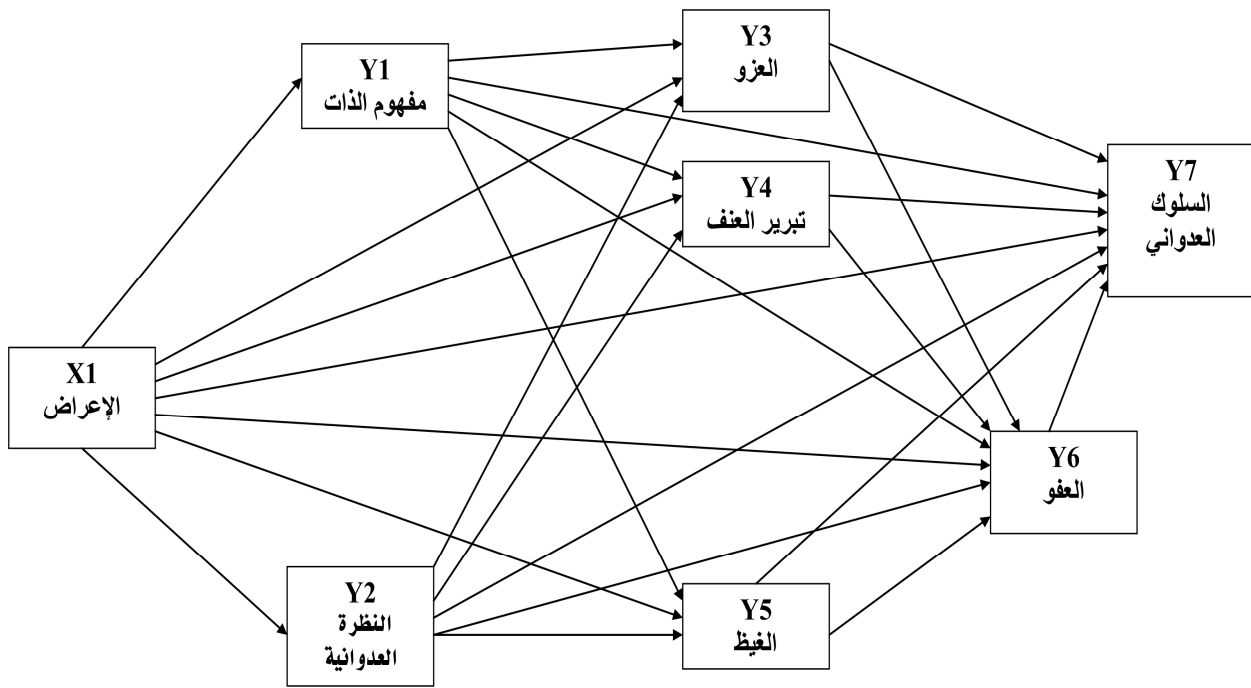 Y3
العزو
Y1
مفهوم الذات
Y4
تبرير العنف
Y7
السلوك
العدواني
X1
الإعراض
Y6
العفو
Y2
النظرة
العدوانية
Y5
الغيظ